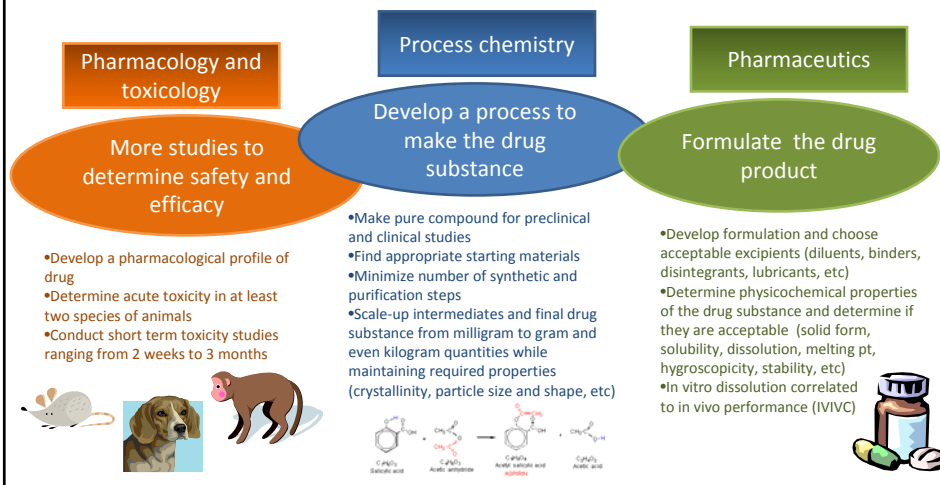 Pharmacology and
toxicology
More studies to
determine safety and
efficacy
•Develop a pharmacological profile of
drug
•Determine acute toxicity in at least
two species of animals
•Conduct short term toxicity studies
ranging from 2 weeks to 3 months
Process chemistry
Develop a process to
make the drug
substance
•Make pure compound for preclinical
and clinical studies
•Find appropriate starting materials
•Minimize number of synthetic and
purification steps
•Scale-up intermediates and final drug
substance from milligram to gram and
even kilogram quantities while
maintaining required properties
(crystallinity, particle size and shape, etc)
Salicylic acid
Acetic anhydride
Acetyl salicylic acid
Acetic acid
Pharmaceutics
Formulate the drug
product
•Develop formulation and choose
acceptable excipients (diluents, binders,
disintegrants, lubricants, etc)
•Determine physicochemical properties
of the drug substance and determine if
they are acceptable (solid form,
solubility, dissolution, melting pt,
hygroscopicity, stability, etc)
•In vitro dissolution correlated
to in vivo performance (IVIVC)